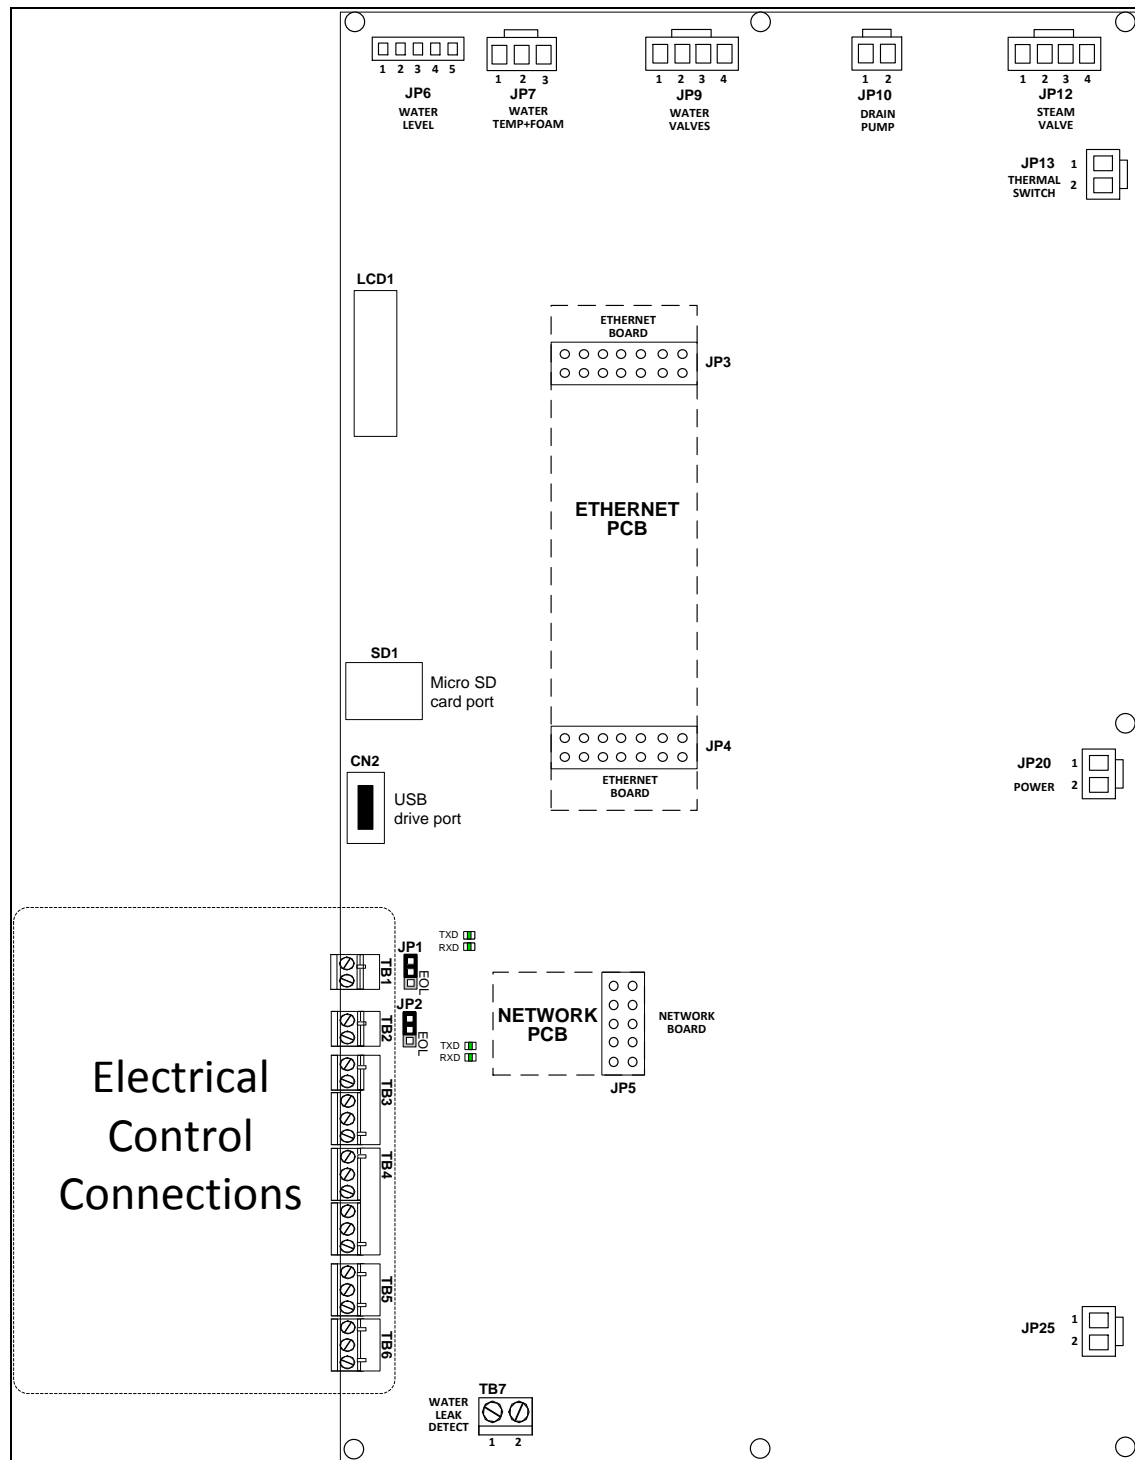 1 2 3 4 5
JP6
WATER
LEVEL
1 2 3
JP7
WATER
TEMP+FOAM
1 2 3 4
JP9
WATER
VALVES
1 2
JP10
DRAIN
PUMP
1 2 3 4
JP12
STEAM
VALVE
JP13 1
THERMAL 2
SWITCH
LCD1
ETHERNET
BOARD
JP3
ETHERNET
PCB
SD1
Micro SD
card port
JP4
ETHERNET
BOARD
CN2
USB
drive port
JP20 1
POWER 2
TXD
RXD
TB1
JP1
EOL
TB2
JP2
EOL
TXD
RXD
NETWORK
PCB
NETWORK
BOARD
JP5
TB3
TB4
TB5
TB6
Electrical
Control
Connections
JP25 1
2
TB7
WATER
LEAK
DETECT
1 2